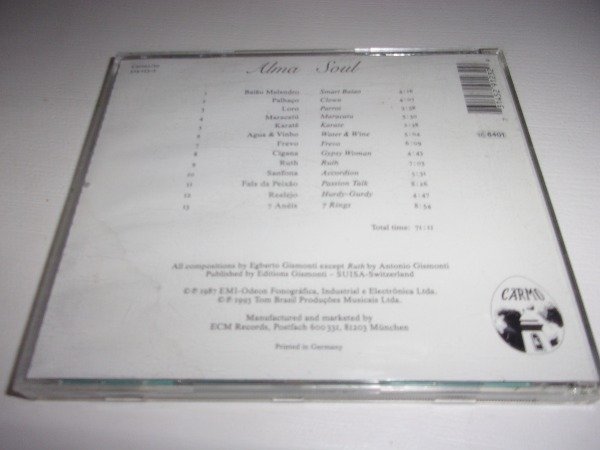 Alma Soul
1 Baião Malandro Smart Baiao 4:16
2 Palhaço Clown 4:05
3 Loro Parrot 2:58
4 Maracatú Maracatu 5:30
5 Karatê Karate 2:38
6 Agua & Vinho Water & Wine 5:04
7 Frevo Frevo 6:09
8 Cigana Gypsy Woman 4:45
9 Ruth Ruth 7:03
10 Sanfona Accordion 5:31
11 Fala da Paixão Passion Talk 8:26
12 Realejo Hurdy-Gurdy 4:47
13 7 Anéis 7 Rings 8:54
Total time: 71:11
All compositions by Egberto Gismonti except Ruth by Antonio Gismonti
Published by Editions Gismonti – SUISA-Switzerland
©℗ 1987 EMI-Odeon Fonográfica, Industrial e Electrônica Ltda.
©℗ 1993 Tom Brasil Produções Musicais Ltda.
Manufactured and marketed by
ECM Records, Postfach 600 331, 81203 München
Printed in Germany
CARMO